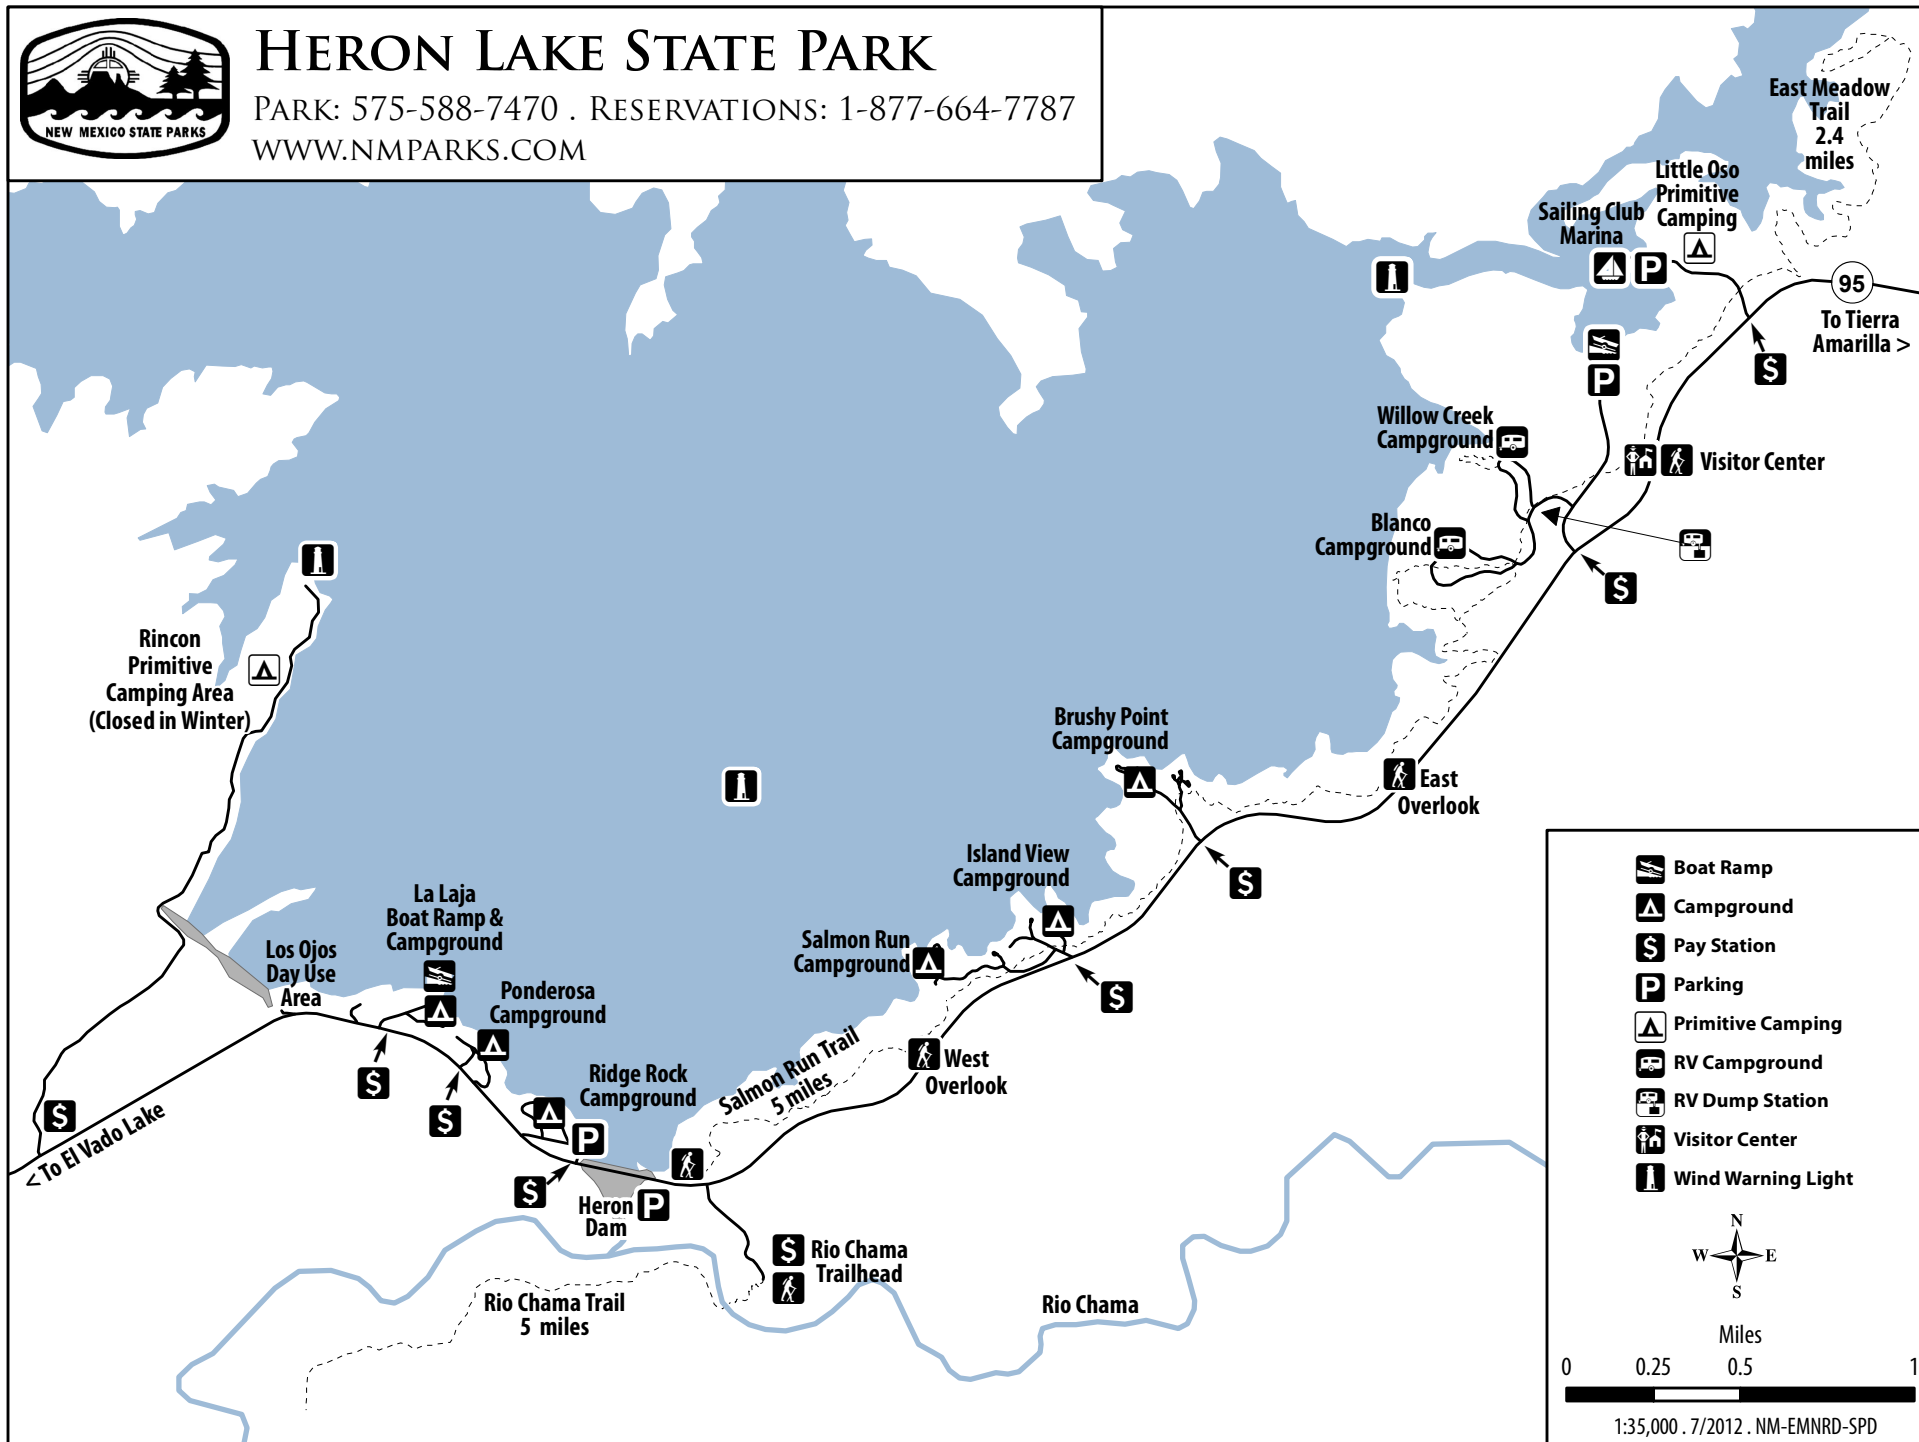 HERON LAKE STATE PARK
PARK: 575-588-7470 . RESERVATIONS: 1-877-664-7787
WWW.NMPARKS.COM
NEW MEXICO STATE PARKS
East Meadow
Trail
2.4
miles
Little Oso
Primitive
Camping
Sailing Club
Marina
P
95
To Tierra
Amarilla >
$
P
Willow Creek
Campground
Visitor Center
Blanco
Campground
$
Rincon
Primitive
Camping Area
(Closed in Winter)
Brushy Point
Campground
East
Overlook
Island View
Campground
$
La Laja
Boat Ramp &
Campground
Salmon Run
Campground
Los Ojos
Day Use
Area
Ponderosa
Campground
$
West
Overlook
Salmon Run Trail
5 miles
Ridge Rock
Campground
$
$
$
< To El Vado Lake
P
$
Heron
Dam
P
$
Rio Chama
Trailhead
Rio Chama Trail
5 miles
Rio Chama
Boat Ramp
Campground
$ Pay Station
P Parking
Primitive Camping
RV Campground
RV Dump Station
Visitor Center
Wind Warning Light
N
W E
S
Miles
0 0.25 0.5 1
1:35,000 . 7/2012 . NM-EMNRD-SPD